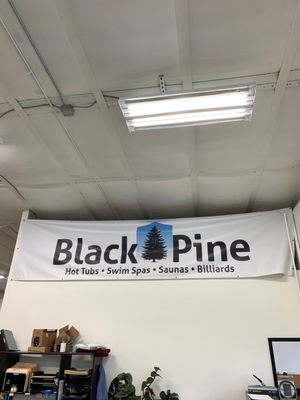 Black Pine
Hot Tubs • Swim Spas • Saunas • Billiards